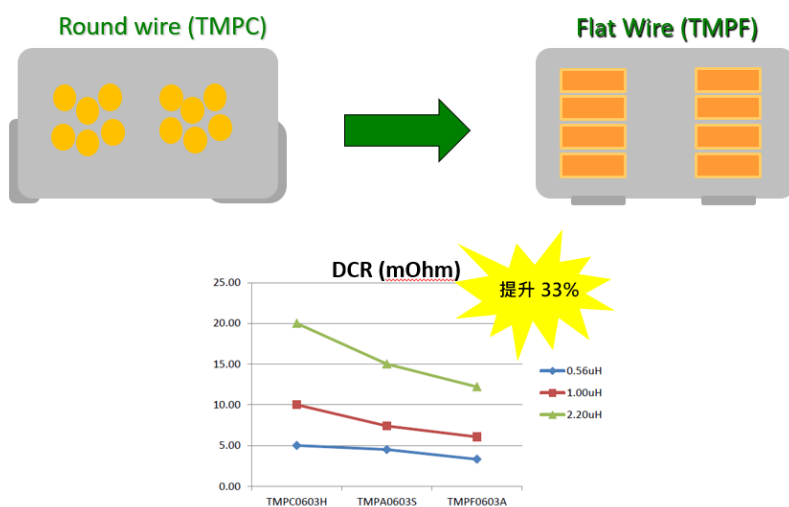 Round wire (TMPC)
Flat Wire (TMPF)
DCR (mOhm)
提升 33%
25.00
20.00
15.00
10.00
5.00
0.00
0.56uH
1.00uH
2.20uH
TMPC0603H
TMPA0603S
TMPF0603A